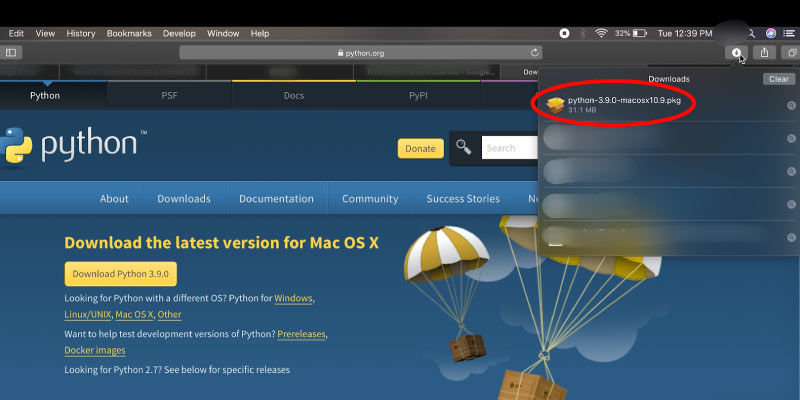 Edit View History Bookmarks Develop Window Help 32% Tue 12:39 PM
python.org
Downloads Clear
python-3.9.0-macosx10.9.pkg
31.1 MB
Python PSF Docs PyPI
python™
Donate Search
About Downloads Documentation Community Success Stories
Download the latest version for Mac OS X
Download Python 3.9.0
Looking for Python with a different OS? Python for Windows,
Linux/UNIX, Mac OS X, Other
Want to help test development versions of Python? Prereleases,
Docker images
Looking for Python 2.7? See below for specific releases